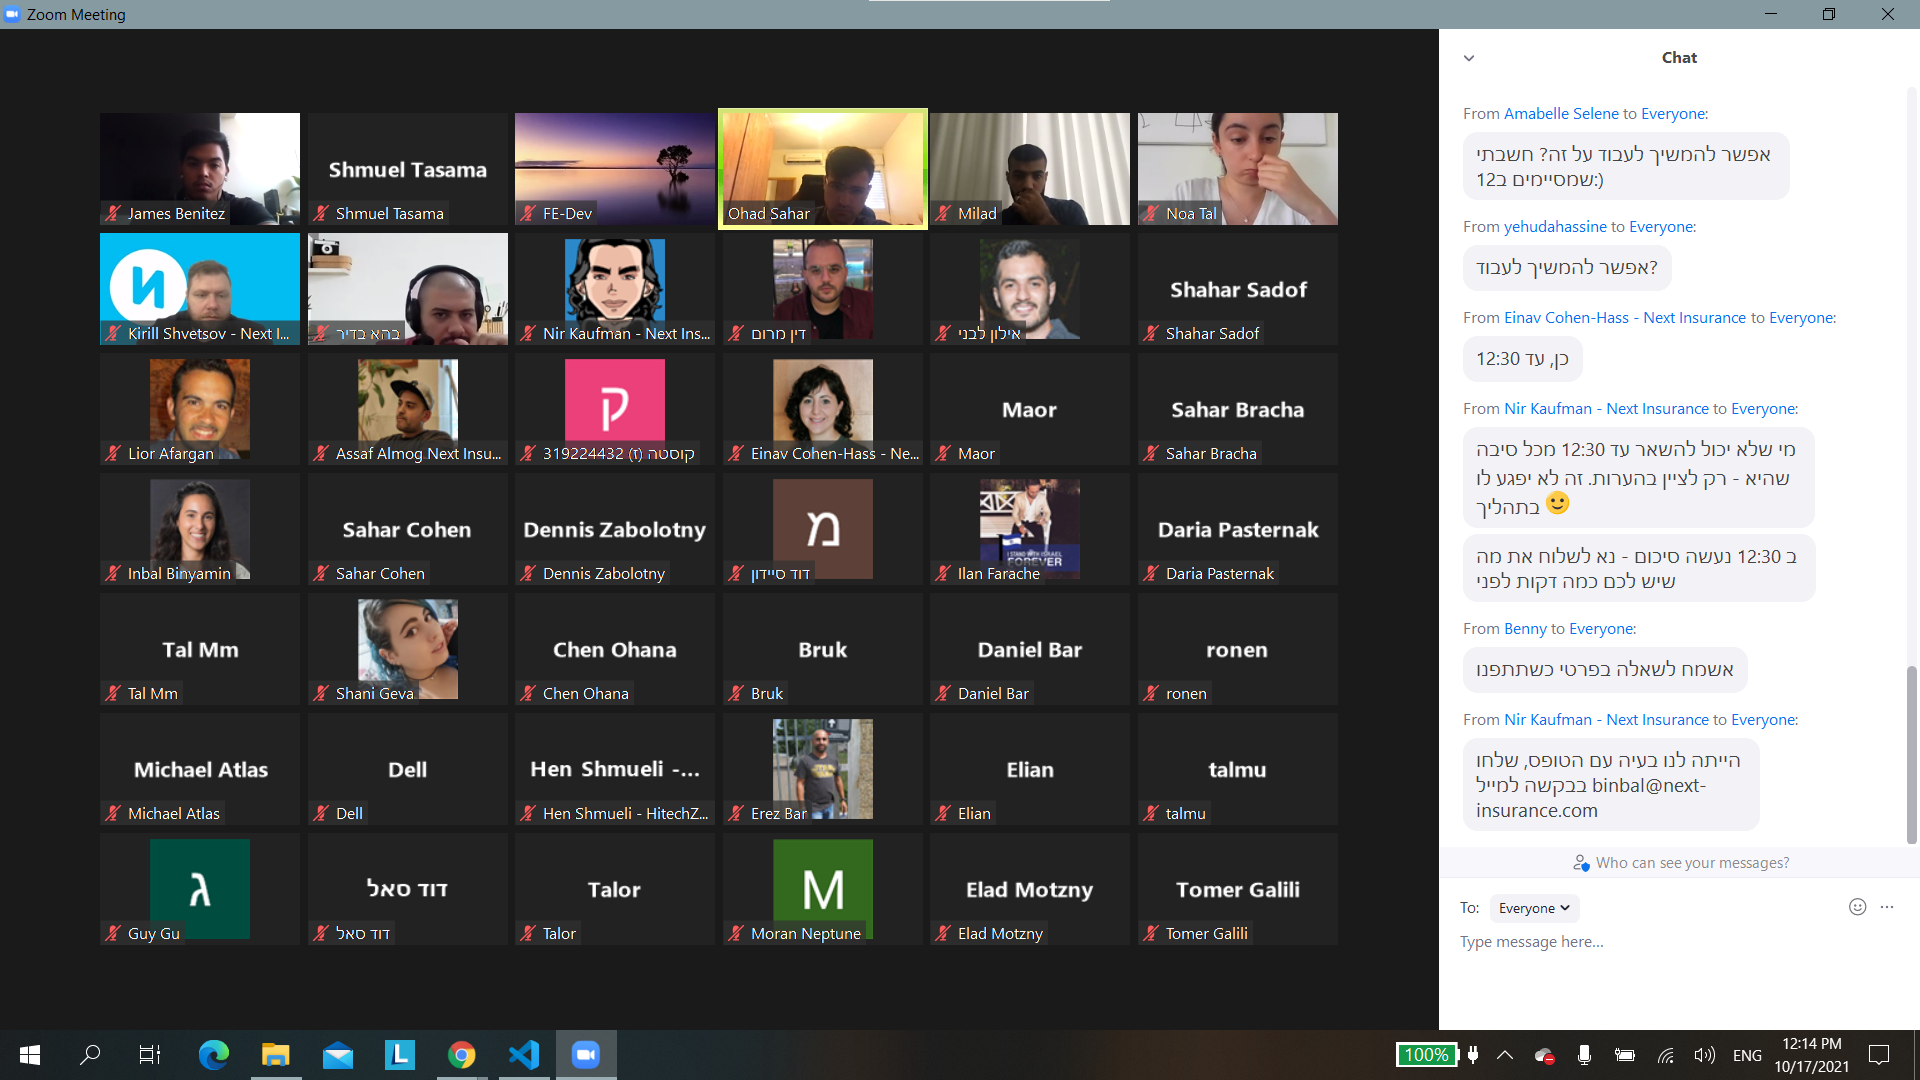 Zoom Meeting
James Benitez
Shmuel Tasama
Shmuel Tasama
FE-Dev
Ohad Sahar
Milad
Noa Tal
Kirill Shvetsov - Next I...
בהא בדיר
Nir Kaufman - Next Ins...
דין מרום
אילון לבני
Shahar Sadof
Shahar Sadof
Lior Afargan
Assaf Almog Next Insu...
ק
319224432 (ז) קוסטה
Einav Cohen-Hass - Ne...
Maor
Maor
Sahar Bracha
Sahar Bracha
Inbal Binyamin
Sahar Cohen
Sahar Cohen
Dennis Zabolotny
Dennis Zabolotny
מ
דוד סיידון
I STAND WITH ISRAEL
FOREVER
Ilan Farache
Daria Pasternak
Daria Pasternak
Tal Mm
Tal Mm
Shani Geva
Chen Ohana
Chen Ohana
Bruk
Bruk
Daniel Bar
Daniel Bar
ronen
ronen
Michael Atlas
Michael Atlas
Dell
Dell
Hen Shmueli -...
Hen Shmueli - HitechZ...
Erez Bar
Elian
Elian
talmu
talmu
ג
Guy Gu
דוד סאל
דוד סאל
Talor
Talor
M
Moran Neptune
Elad Motzny
Elad Motzny
Tomer Galili
Tomer Galili
Chat
From Amabelle Selene to Everyone:
אפשר להמשיך לעבוד על זה? חשבתי
שמסיימים ב12:)
From yehudahassine to Everyone:
אפשר להמשיך לעבוד?
From Einav Cohen-Hass - Next Insurance to Everyone:
כן, עד 12:30
From Nir Kaufman - Next Insurance to Everyone:
מי שלא יכול להשאר עד 12:30 מכל סיבה
שהיא - רק לציין בהערות. זה לא יפגע לו
בתהליך 🙂
ב 12:30 נעשה סיכום - נא לשלוח את מה
שיש לכם כמה דקות לפני
From Benny to Everyone:
אשמח לשאלה בפרטי כשתתפנו
From Nir Kaufman - Next Insurance to Everyone:
הייתה לנו בעיה עם הטופס, שלחו
בבקשה למייל binbal@next-
insurance.com
Who can see your messages?
To: Everyone
Type message here...
100%
ENG
12:14 PM
10/17/2021